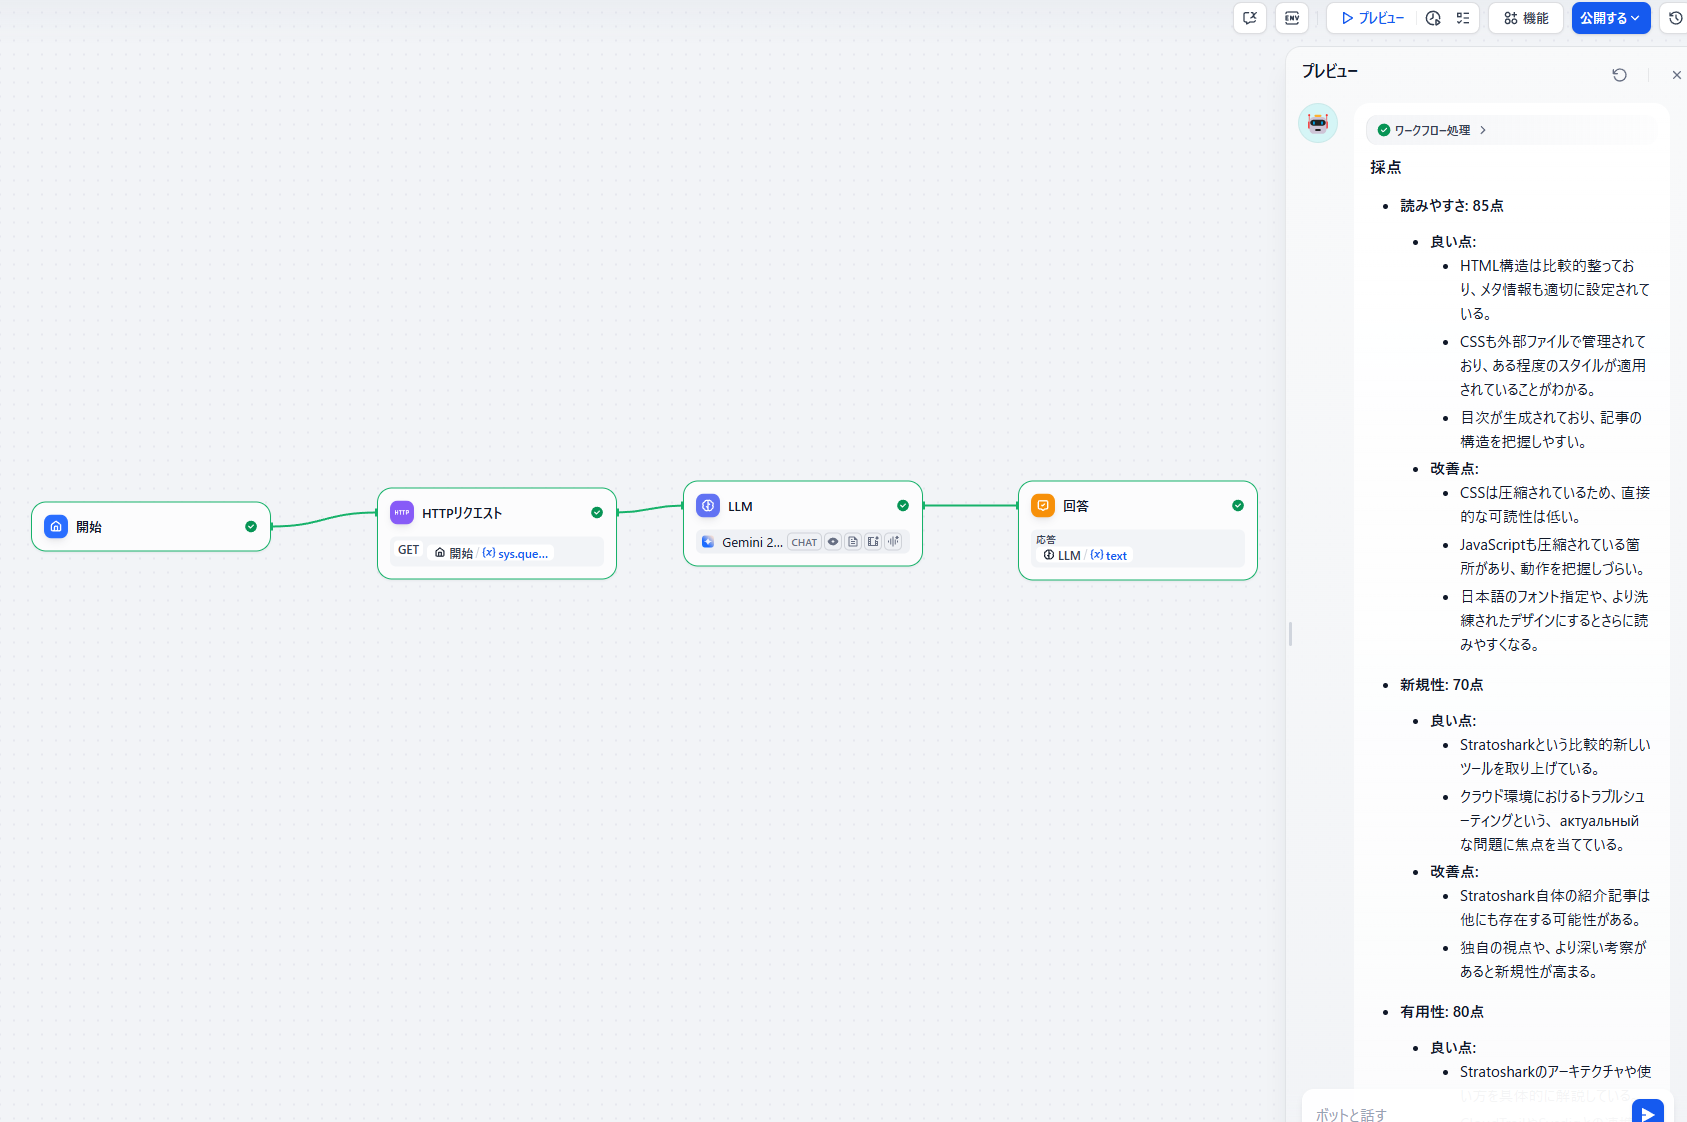 ENV
プレビュー
機能
公開する
開始
HTTP
HTTPリクエスト
GET 開始 / {x} sys.que...
LLM
Gemini 2... CHAT
回答
応答
LLM / {x} text
プレビュー
ワークフロー処理
採点
読みやすさ: 85点
良い点:
HTML構造は比較的整ってお
り、メタ情報も適切に設定されて
いる。
CSSも外部ファイルで管理されて
おり、ある程度のスタイルが適用
されていることがわかる。
目次が生成されており、記事の
構造を把握しやすい。
改善点:
CSSは圧縮されているため、直接
的な可読性は低い。
JavaScriptも圧縮されている箇
所があり、動作を把握しづらい。
日本語のフォント指定や、より洗
練されたデザインにするとさらに読
みやすくなる。
新規性: 70点
良い点:
Stratosharkという比較的新しい
ツールを取り上げている。
クラウド環境におけるトラブルシュ
ーティングという、актуальный
な問題に焦点を当てている。
改善点:
Stratoshark自体の紹介記事は
他にも存在する可能性がある。
独自の視点や、より深い考察が
あると新規性が高まる。
有用性: 80点
良い点:
Stratosharkのアーキテクチャや使
い方を具体的に解説している
ボットと話す